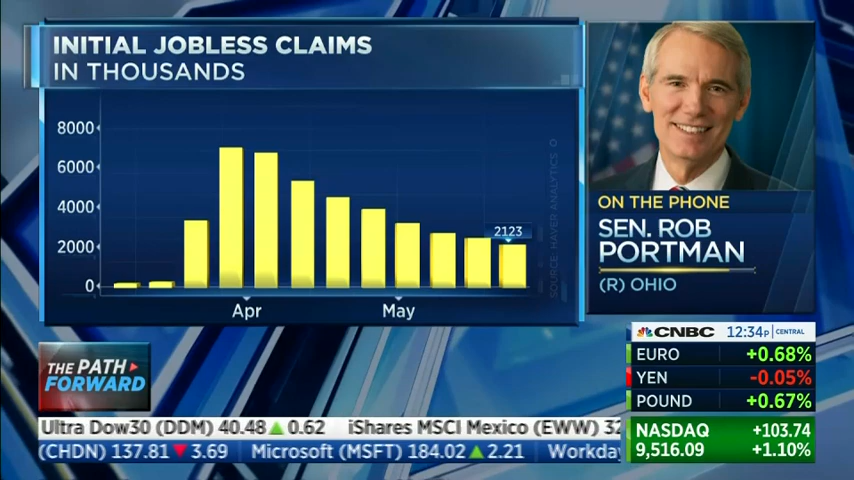 INITIAL JOBLESS CLAIMS
IN THOUSANDS
8000
6000
4000
2000
0
2123
Apr
May
SOURCE: HAVER ANALYTICS
ON THE PHONE
SEN. ROB
PORTMAN
(R) OHIO
CNBC 12:34P CENTRAL
EURO +0.68%
YEN -0.05%
POUND +0.67%
NASDAQ +103.74
9,516.09 +1.10%
THE PATH
FORWARD
Ultra Dow30 (DDM) 40.48 ▲ 0.62 iShares MSCI Mexico (EWW) 32
(CHDN) 137.81 ▼ 3.69 Microsoft (MSFT) 184.02 ▲ 2.21 Workday